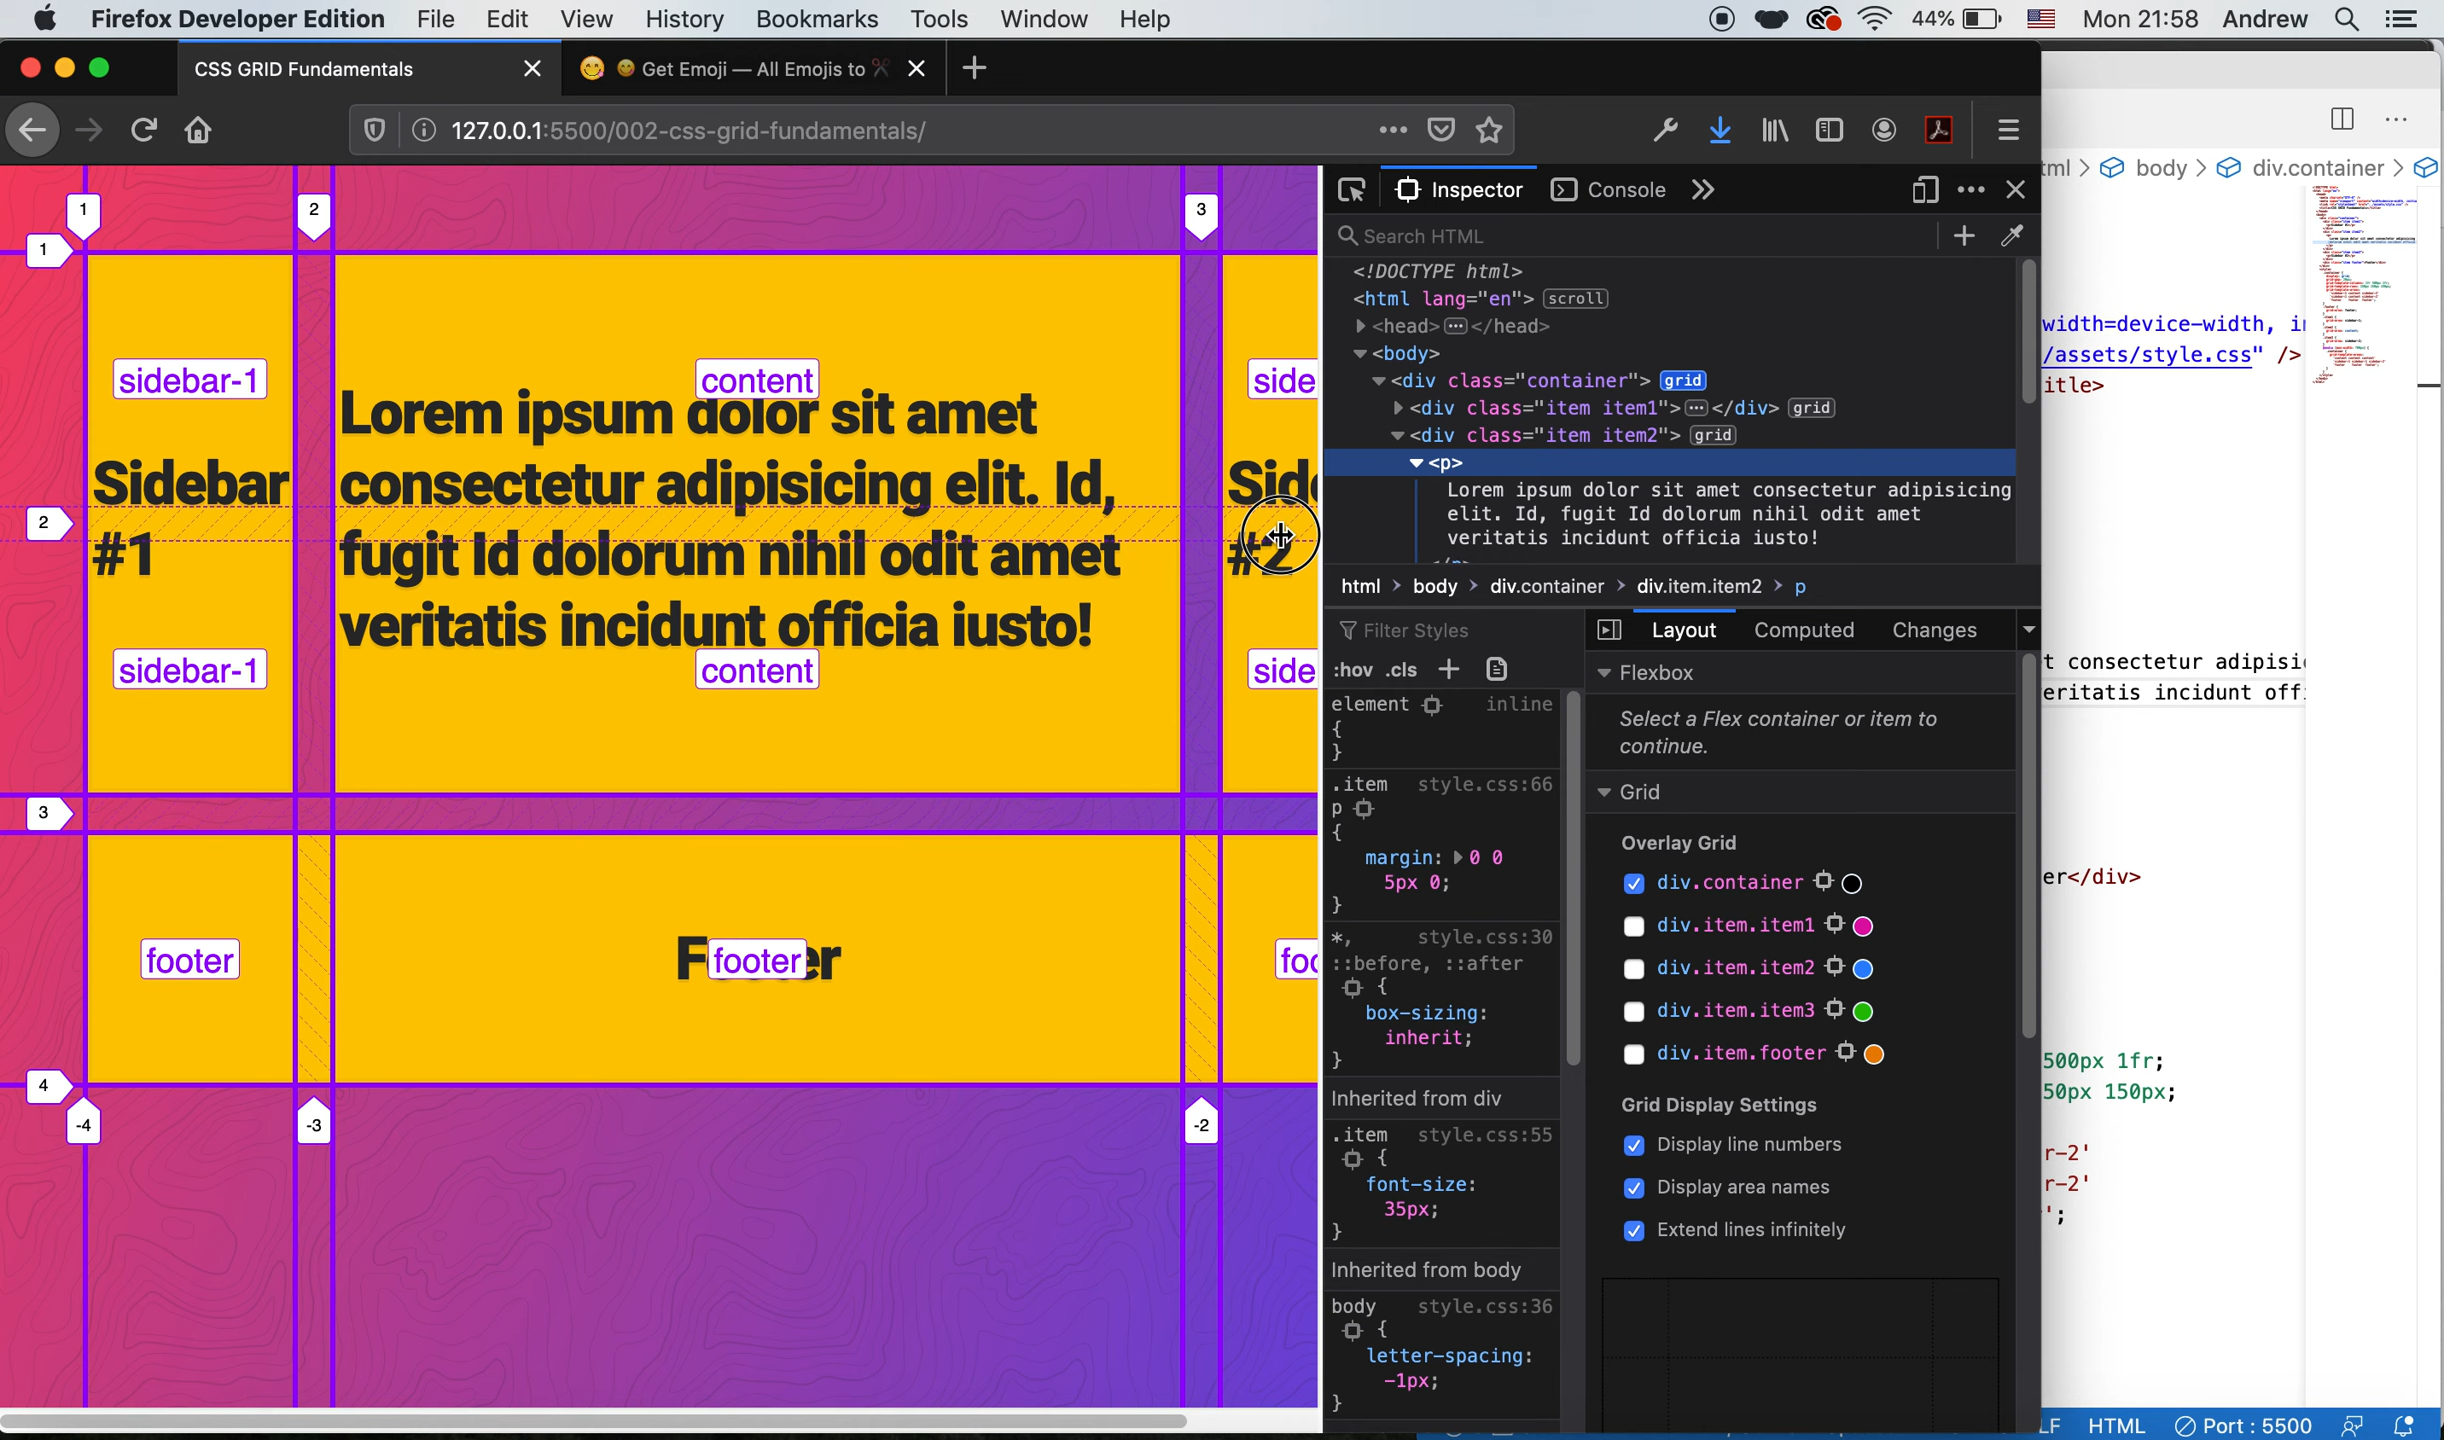 Firefox Developer Edition File Edit View History Bookmarks Tools Window Help 44% Mon 21:58 Andrew
CSS GRID Fundamentals
Get Emoji — All Emojis to
127.0.0.1:5500/002-css-grid-fundamentals/
1 2 3
1
sidebar-1 content side
Lorem ipsum dolor sit amet
consectetur adipisicing elit. Id,
fugit Id dolorum nihil odit amet
veritatis incidunt officia iusto!
Sidebar
#1
Side
#2
2
sidebar-1 content side
3
footer footer foo
4
-4 -3 -2
Inspector Console
Search HTML
<!DOCTYPE html>
<html lang="en"> scroll
<head> </head>
<body>
<div class="container"> grid
<div class="item item1"> </div> grid
<div class="item item2"> grid
<p>
Lorem ipsum dolor sit amet consectetur adipisicing
elit. Id, fugit Id dolorum nihil odit amet
veritatis incidunt officia iusto!
html body div.container div.item.item2 p
Filter Styles
:hov .cls
element inline
{
}
.item style.css:66
p
{
margin: 0 0
5px 0;
}
*, style.css:30
::before, ::after
{
box-sizing:
inherit;
}
Inherited from div
.item style.css:55
{
font-size:
35px;
}
Inherited from body
body style.css:36
{
letter-spacing:
-1px;
}
Layout Computed Changes
Flexbox
Select a Flex container or item to
continue.
Grid
Overlay Grid
div.container
div.item.item1
div.item.item2
div.item.item3
div.item.footer
Grid Display Settings
Display line numbers
Display area names
Extend lines infinitely
ml body div.container
width=device-width, i
/assets/style.css" />
itle>
t consectetur adipisi
eritatis incidunt off
er</div>
500px 1fr;
50px 150px;
r-2'
r-2'
';
LF HTML Port : 5500